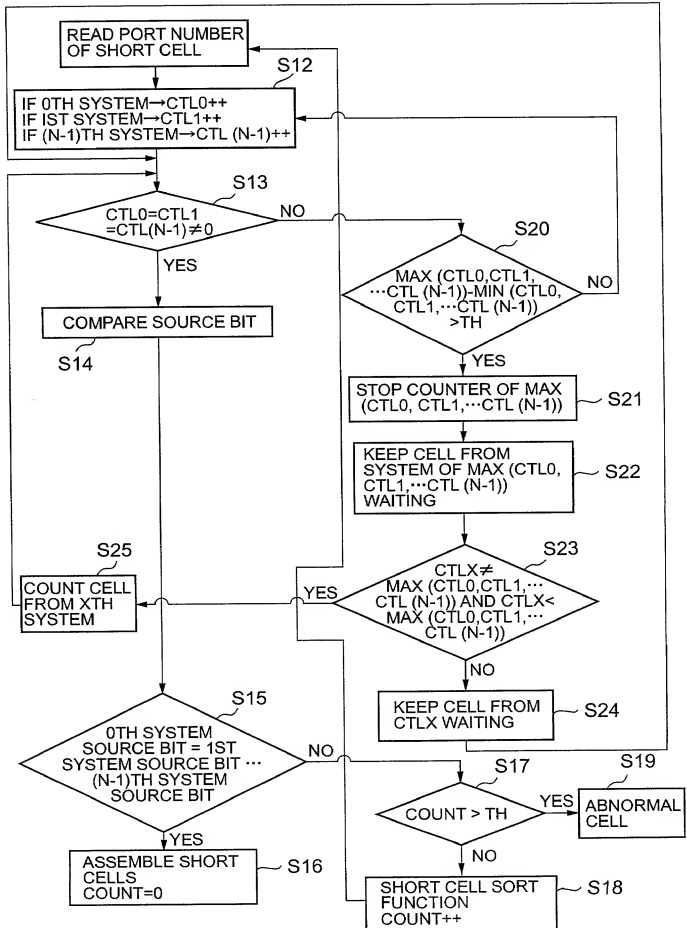 READ PORT NUMBER
OF SHORT CELL
S12
IF 0TH SYSTEM→CTL0++
IF IST SYSTEM→CTL1++
IF (N-1)TH SYSTEM→CTL (N-1)++
S13
CTL0=CTL1
=CTL(N-1)≠0
NO
YES
S20
MAX (CTL0,CTL1,
⋯CTL (N-1))-MIN (CTL0,
CTL1,⋯CTL (N-1))
>TH
NO
YES
COMPARE SOURCE BIT
S14
STOP COUNTER OF MAX
(CTL0, CTL1,⋯CTL (N-1))
S21
KEEP CELL FROM
SYSTEM OF MAX (CTL0,
CTL1,⋯CTL (N-1))
WAITING
S22
S23
CTLX≠
MAX (CTL0,CTL1,⋯
CTL (N-1)) AND CTLX<
MAX (CTL0,CTL1,⋯
CTL (N-1))
YES
NO
S25
COUNT CELL
FROM XTH
SYSTEM
KEEP CELL FROM
CTLX WAITING
S24
S15
0TH SYSTEM
SOURCE BIT = 1ST
SYSTEM SOURCE BIT ⋯
(N-1)TH SYSTEM
SOURCE BIT
NO
YES
S17
COUNT > TH
YES
NO
S19
ABNORMAL
CELL
ASSEMBLE SHORT
CELLS
COUNT=0
S16
SHORT CELL SORT
FUNCTION
COUNT++
S18